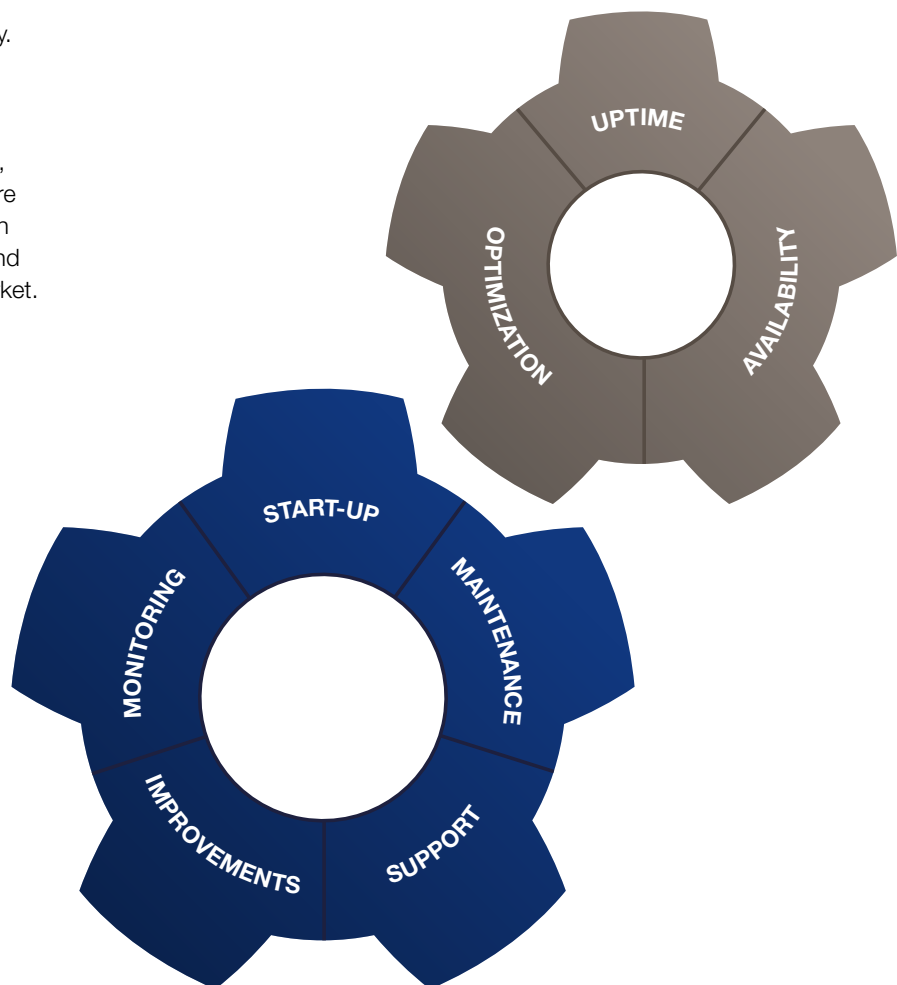 y.
,
re
n
nd
ket.
UPTIME
OPTIMIZATION
AVAILABILITY
START-UP
MONITORING
MAINTENANCE
IMPROVEMENTS
SUPPORT